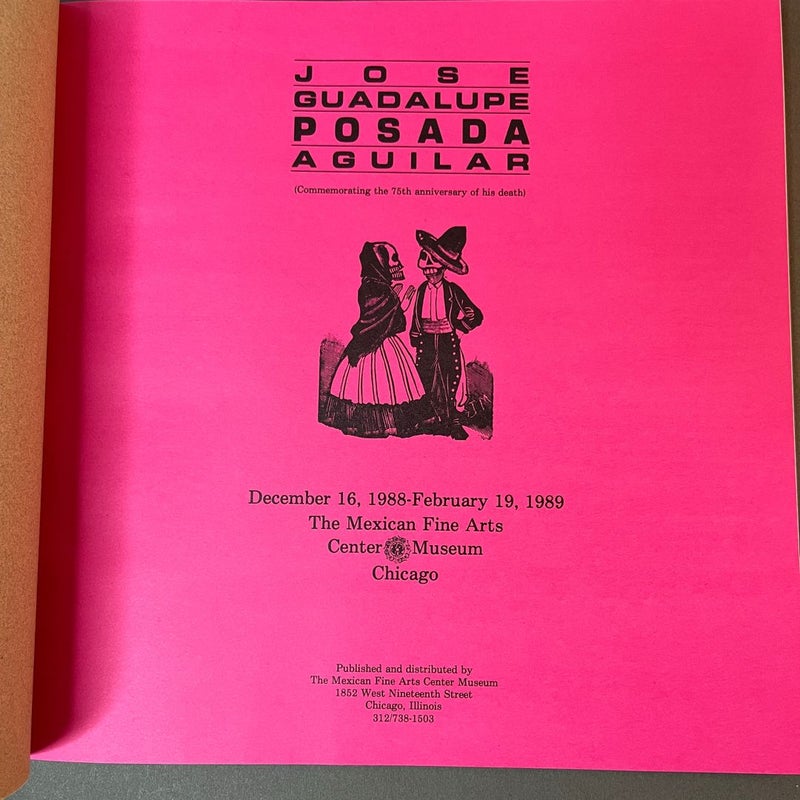 JOSE
GUADALUPE
POSADA
AGUILAR
(Commemorating the 75th anniversary of his death)
December 16, 1988-February 19, 1989
The Mexican Fine Arts
Center Museum
Chicago
Published and distributed by
The Mexican Fine Arts Center Museum
1852 West Nineteenth Street
Chicago, Illinois
312/738-1503